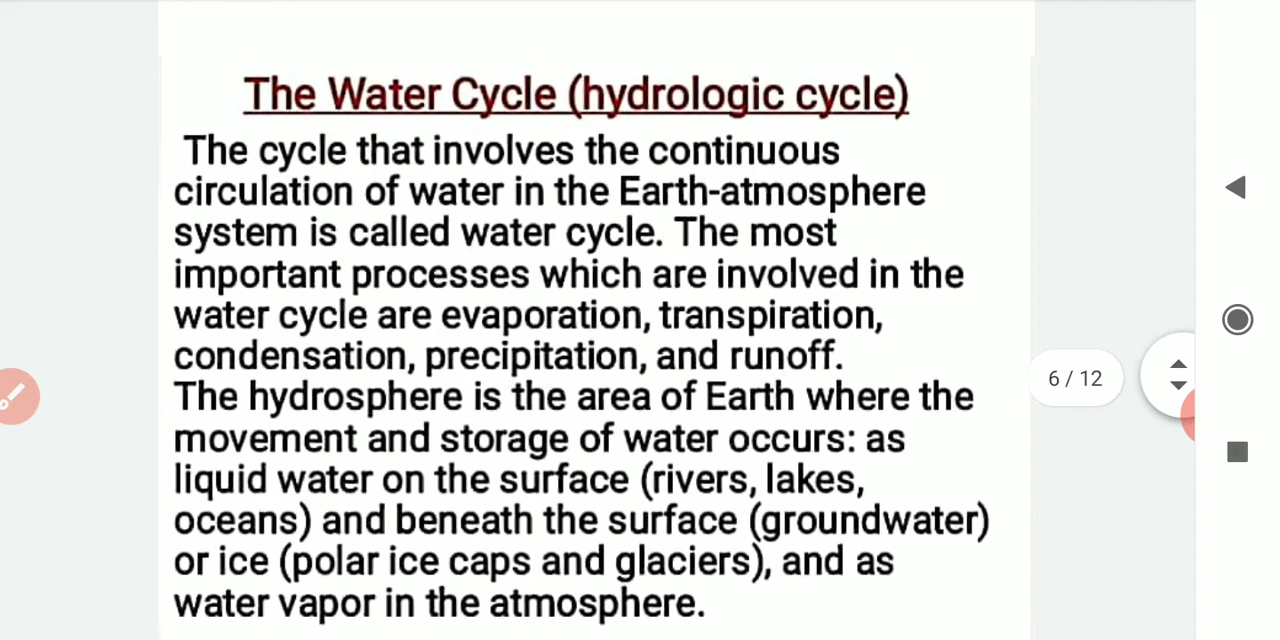 The Water Cycle (hydrologic cycle)
The cycle that involves the continuous
circulation of water in the Earth-atmosphere
system is called water cycle. The most
important processes which are involved in the
water cycle are evaporation, transpiration,
condensation, precipitation, and runoff.
The hydrosphere is the area of Earth where the
movement and storage of water occurs: as
liquid water on the surface (rivers, lakes,
oceans) and beneath the surface (groundwater)
or ice (polar ice caps and glaciers), and as
water vapor in the atmosphere.
6 / 12